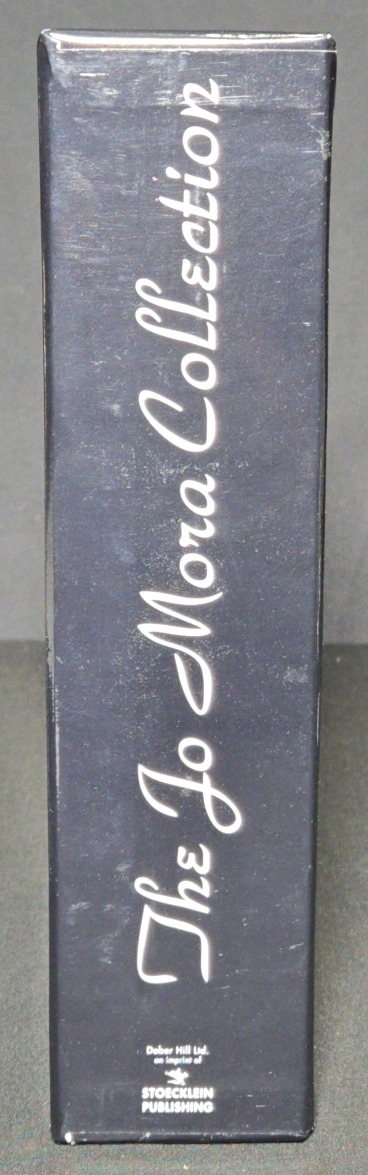 The Jo Mora Collection
Dober Hill Ltd.
an imprint of
STOECKLEIN
PUBLISHING